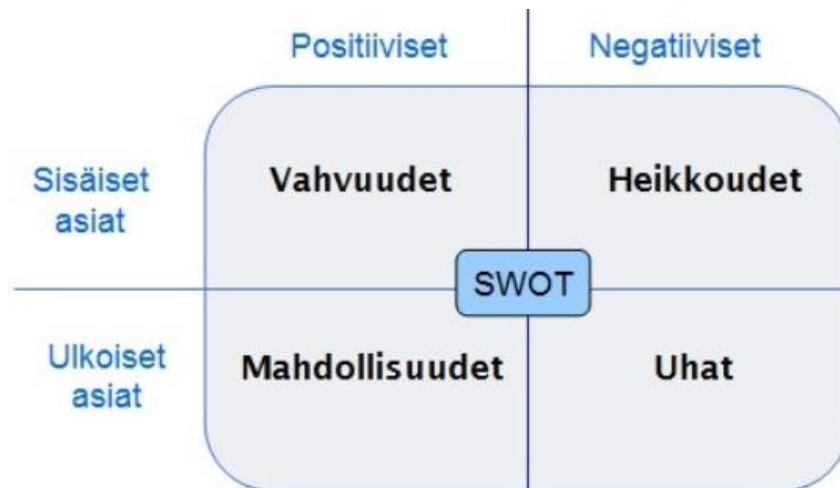 Positiiviset Negatiiviset
Sisäiset
asiat
Vahvuudet Heikkoudet
SWOT
Ulkoiset
asiat
Mahdollisuudet Uhat